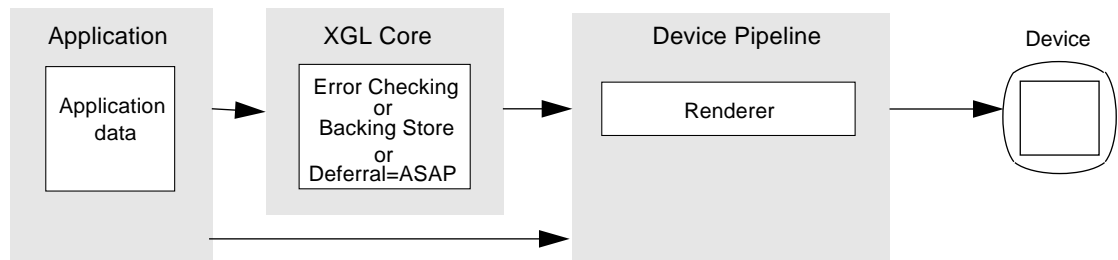 Application
XGL Core
Device Pipeline
Device
Application
data
Error Checking
or
Backing Store
or
Deferral=ASAP
Renderer